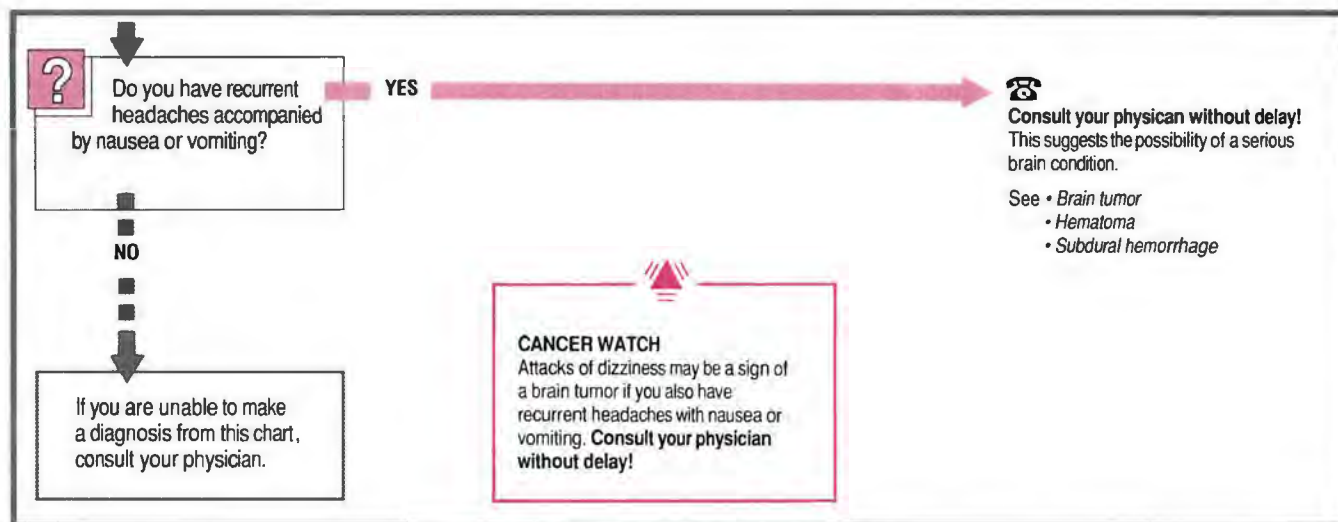 ?
Do you have recurrent
headaches accompanied
by nausea or vomiting?
YES
Consult your physican without delay!
This suggests the possibility of a serious
brain condition.
See • Brain tumor
• Hematoma
• Subdural hemorrhage
NO
If you are unable to make
a diagnosis from this chart,
consult your physician.
CANCER WATCH
Attacks of dizziness may be a sign of
a brain tumor if you also have
recurrent headaches with nausea or
vomiting. Consult your physician
without delay!